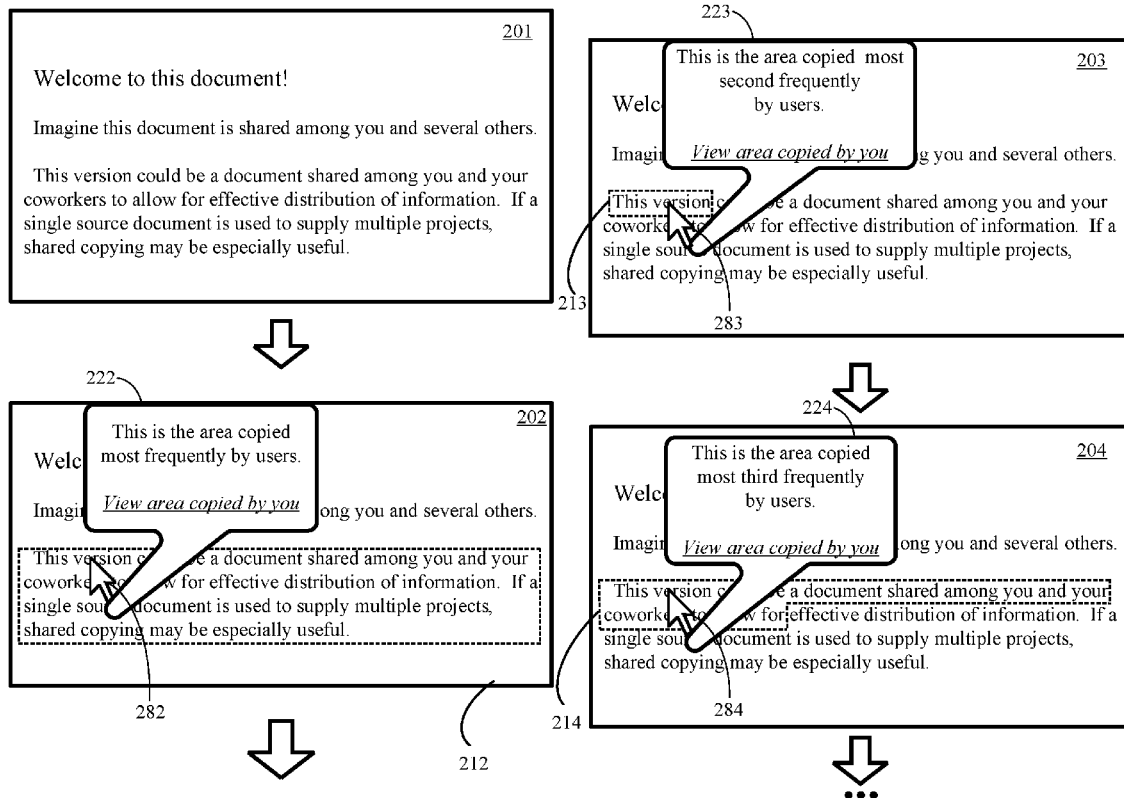 201
Welcome to this document!
Imagine this document is shared among you and several others.
This version could be a document shared among you and your
coworkers to allow for effective distribution of information. If a
single source document is used to supply multiple projects,
shared copying may be especially useful.
222
202
This is the area copied
most frequently by users.
View area copied by you
Welc
Imagi ong you and several others.
This version c e a document shared among you and your
coworke o w for effective distribution of information. If a
single sou document is used to supply multiple projects,
shared copying may be especially useful.
282
212
223
203
This is the area copied most
second frequently
by users.
View area copied by you
Welc
Imagi ng you and several others.
This version c e a document shared among you and your
coworke to w for effective distribution of information. If a
single sour document is used to supply multiple projects,
shared copying may be especially useful.
213
283
224
204
This is the area copied
most third frequently
by users.
View area copied by you
Welc
Imagin ong you and several others.
This version c e a document shared among you and your
coworke to w for effective distribution of information. If a
single sou document is used to supply multiple projects,
shared copying may be especially useful.
214
284